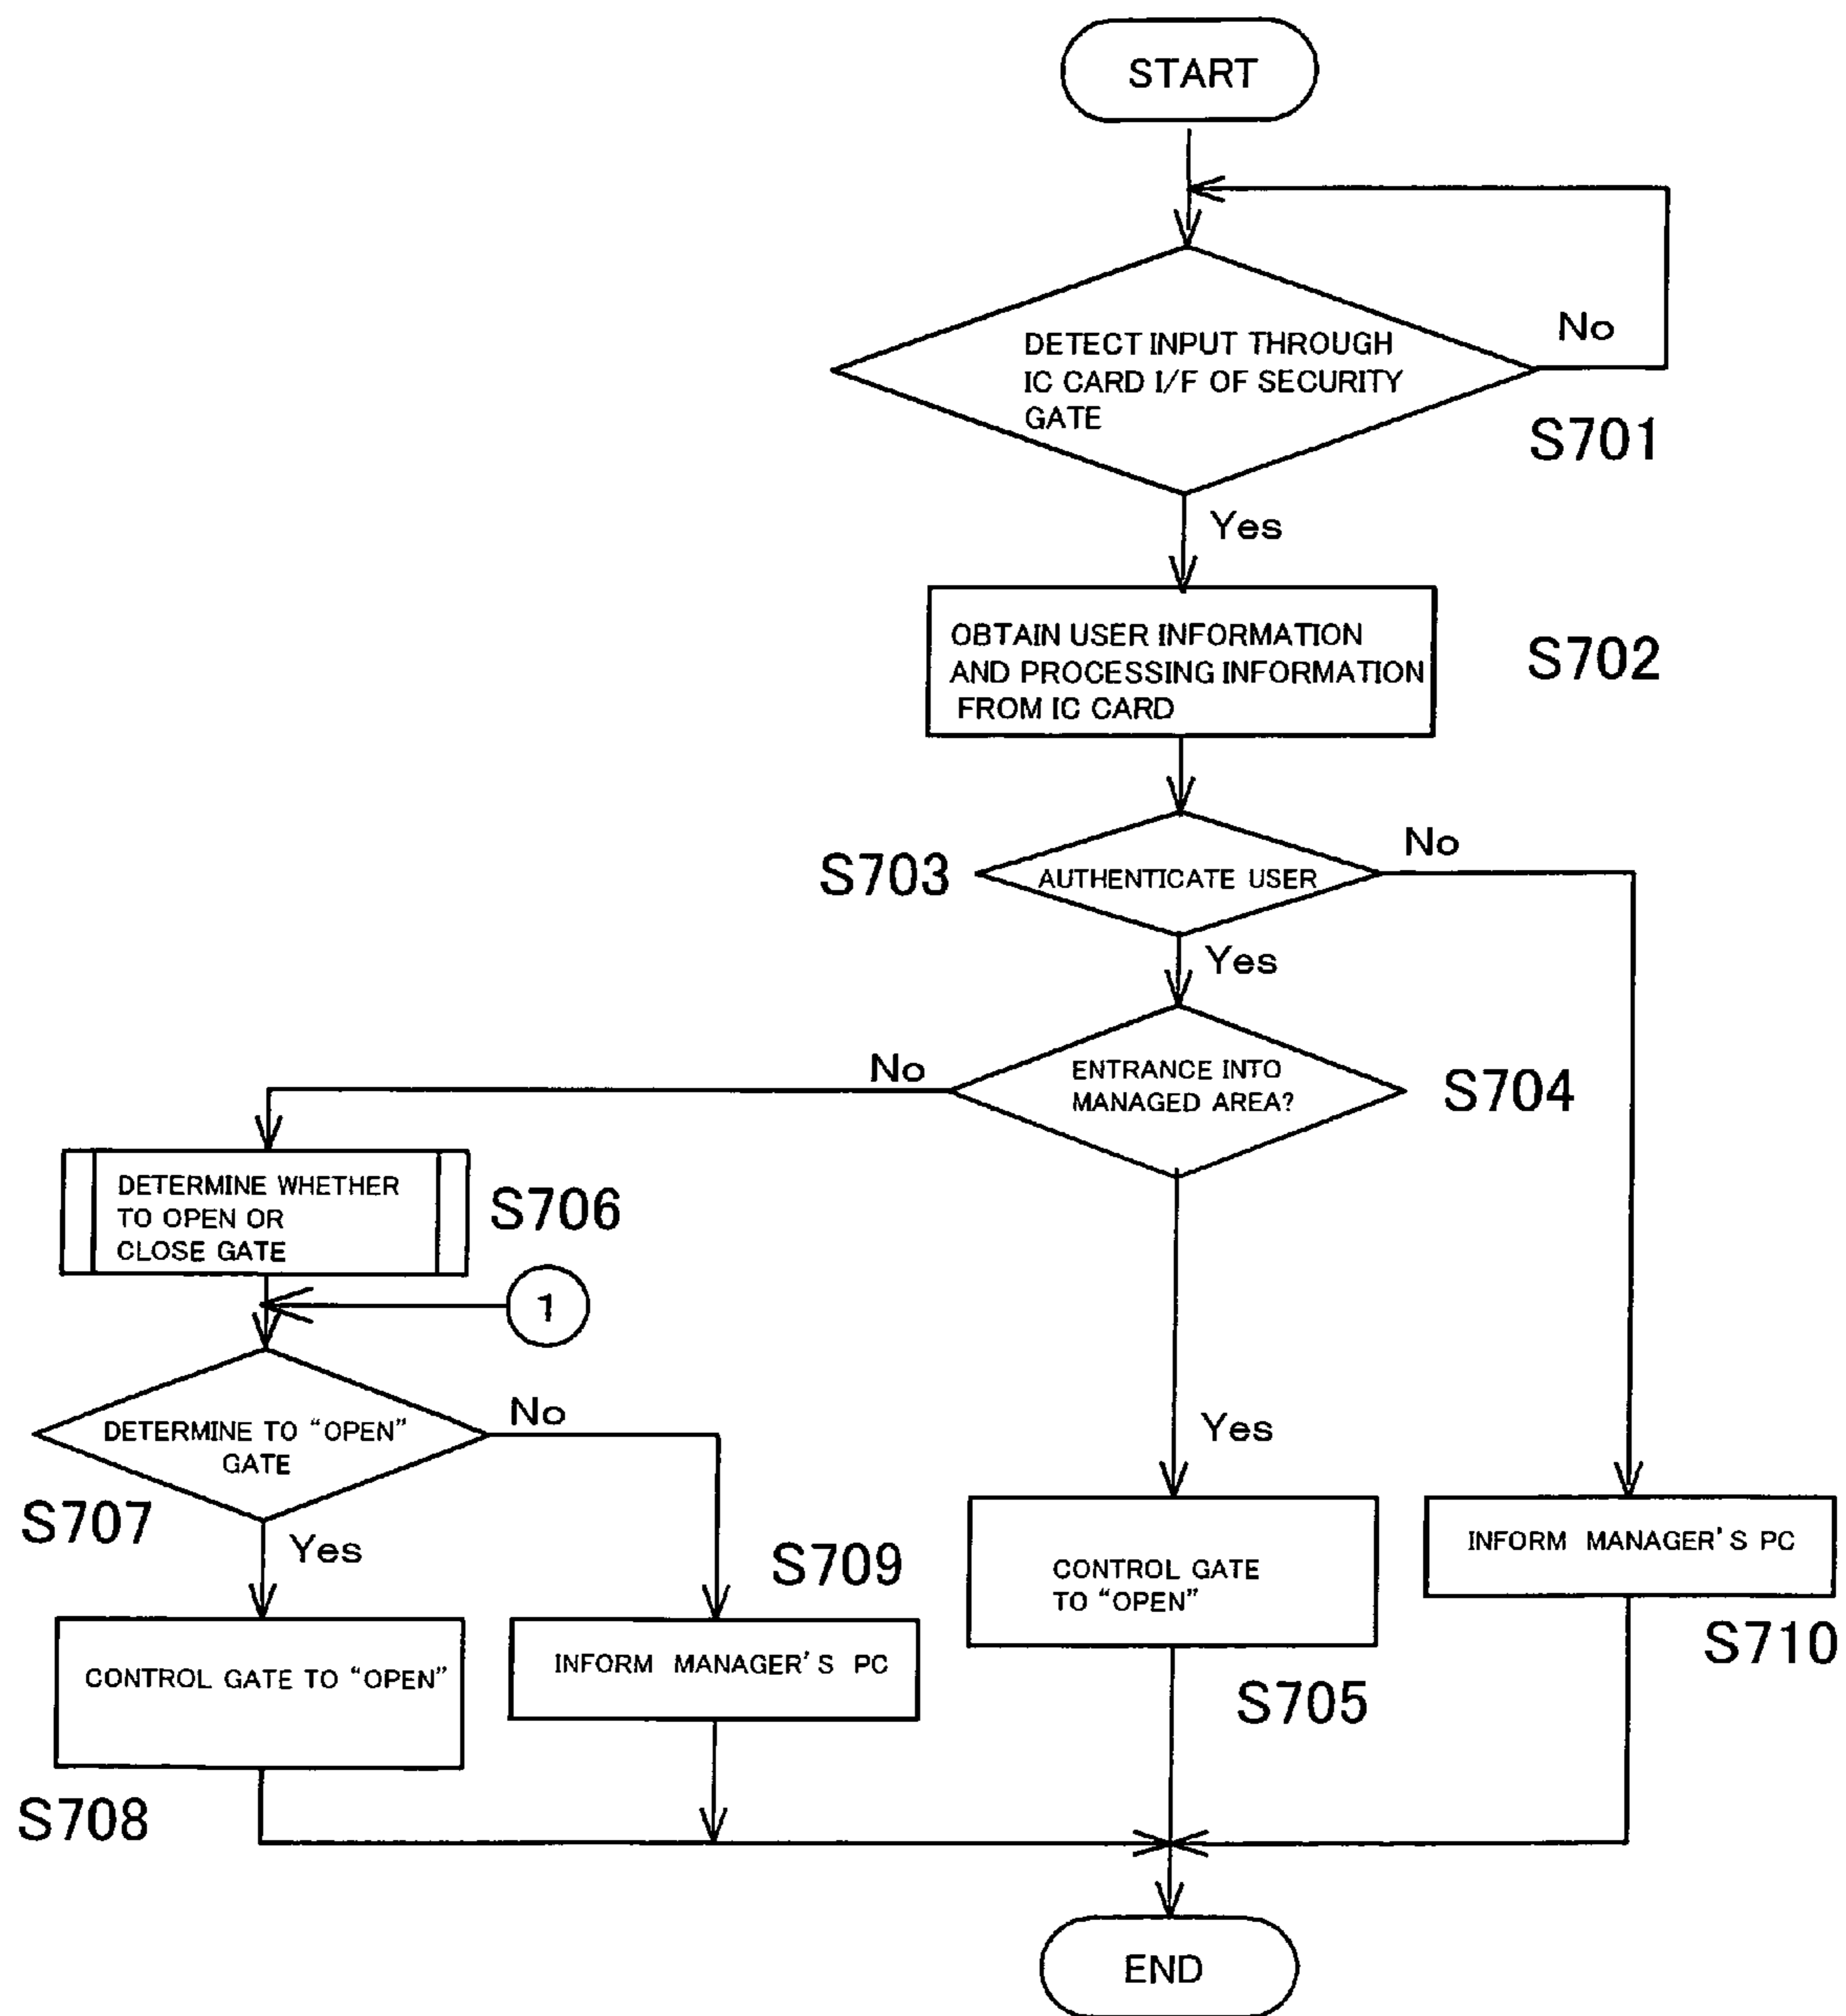 START
No
DETECT INPUT THROUGH
IC CARD I/F OF SECURITY
GATE
S701
Yes
OBTAIN USER INFORMATION
AND PROCESSING INFORMATION
FROM IC CARD
S702
S703
AUTHENTICATE USER
No
Yes
No
ENTRANCE INTO
MANAGED AREA?
S704
DETERMINE WHETHER
TO OPEN OR
CLOSE GATE
S706
1
DETERMINE TO “OPEN”
GATE
No
S707
Yes
Yes
S709
CONTROL GATE
TO “OPEN”
INFORM MANAGER'S PC
CONTROL GATE TO “OPEN”
INFORM MANAGER'S PC
S705
S710
S708
END